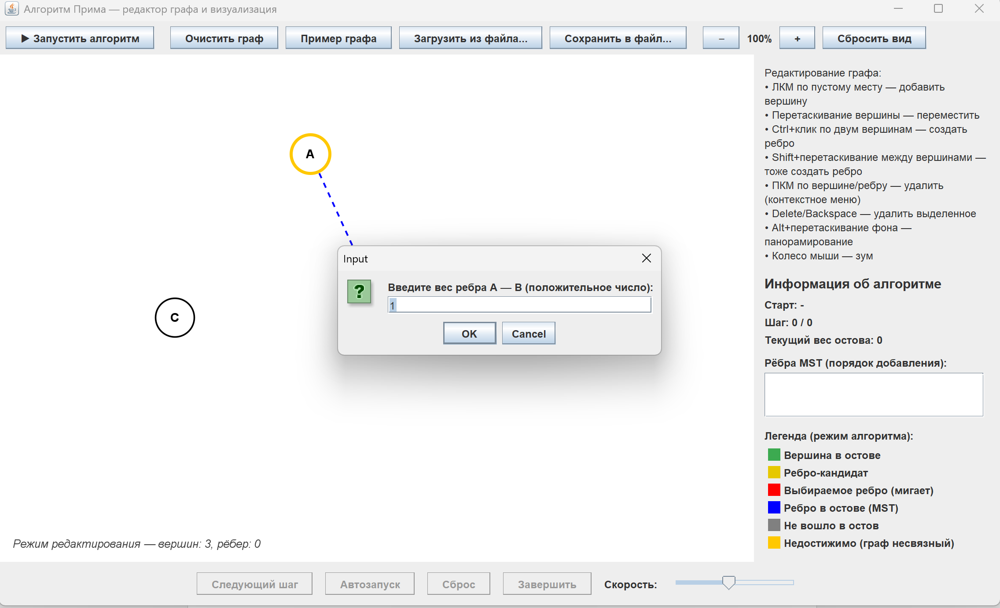 Алгоритм Прима — редактор графа и визуализация
▶ Запустить алгоритм
Очистить граф
Пример графа
Загрузить из файла...
Сохранить в файл...
–
100%
+
Сбросить вид
A
C
Input
Введите вес ребра A — B (положительное число):
1
OK
Cancel
Режим редактирования — вершин: 3, рёбер: 0
Редактирование графа:
• ЛКМ по пустому месту — добавить
вершину
• Перетаскивание вершины — переместить
• Ctrl+клик по двум вершинам — создать
ребро
• Shift+перетаскивание между вершинами —
тоже создать ребро
• ПКМ по вершине/ребру — удалить
(контекстное меню)
• Delete/Backspace — удалить выделенное
• Alt+перетаскивание фона —
панорамирование
• Колесо мыши — зум
Информация об алгоритме
Старт: -
Шаг: 0 / 0
Текущий вес остова: 0
Рёбра MST (порядок добавления):
Легенда (режим алгоритма):
Вершина в остове
Ребро-кандидат
Выбираемое ребро (мигает)
Ребро в остове (MST)
Не вошло в остов
Недостижимо (граф несвязный)
Следующий шаг
Автозапуск
Сброс
Завершить
Скорость: